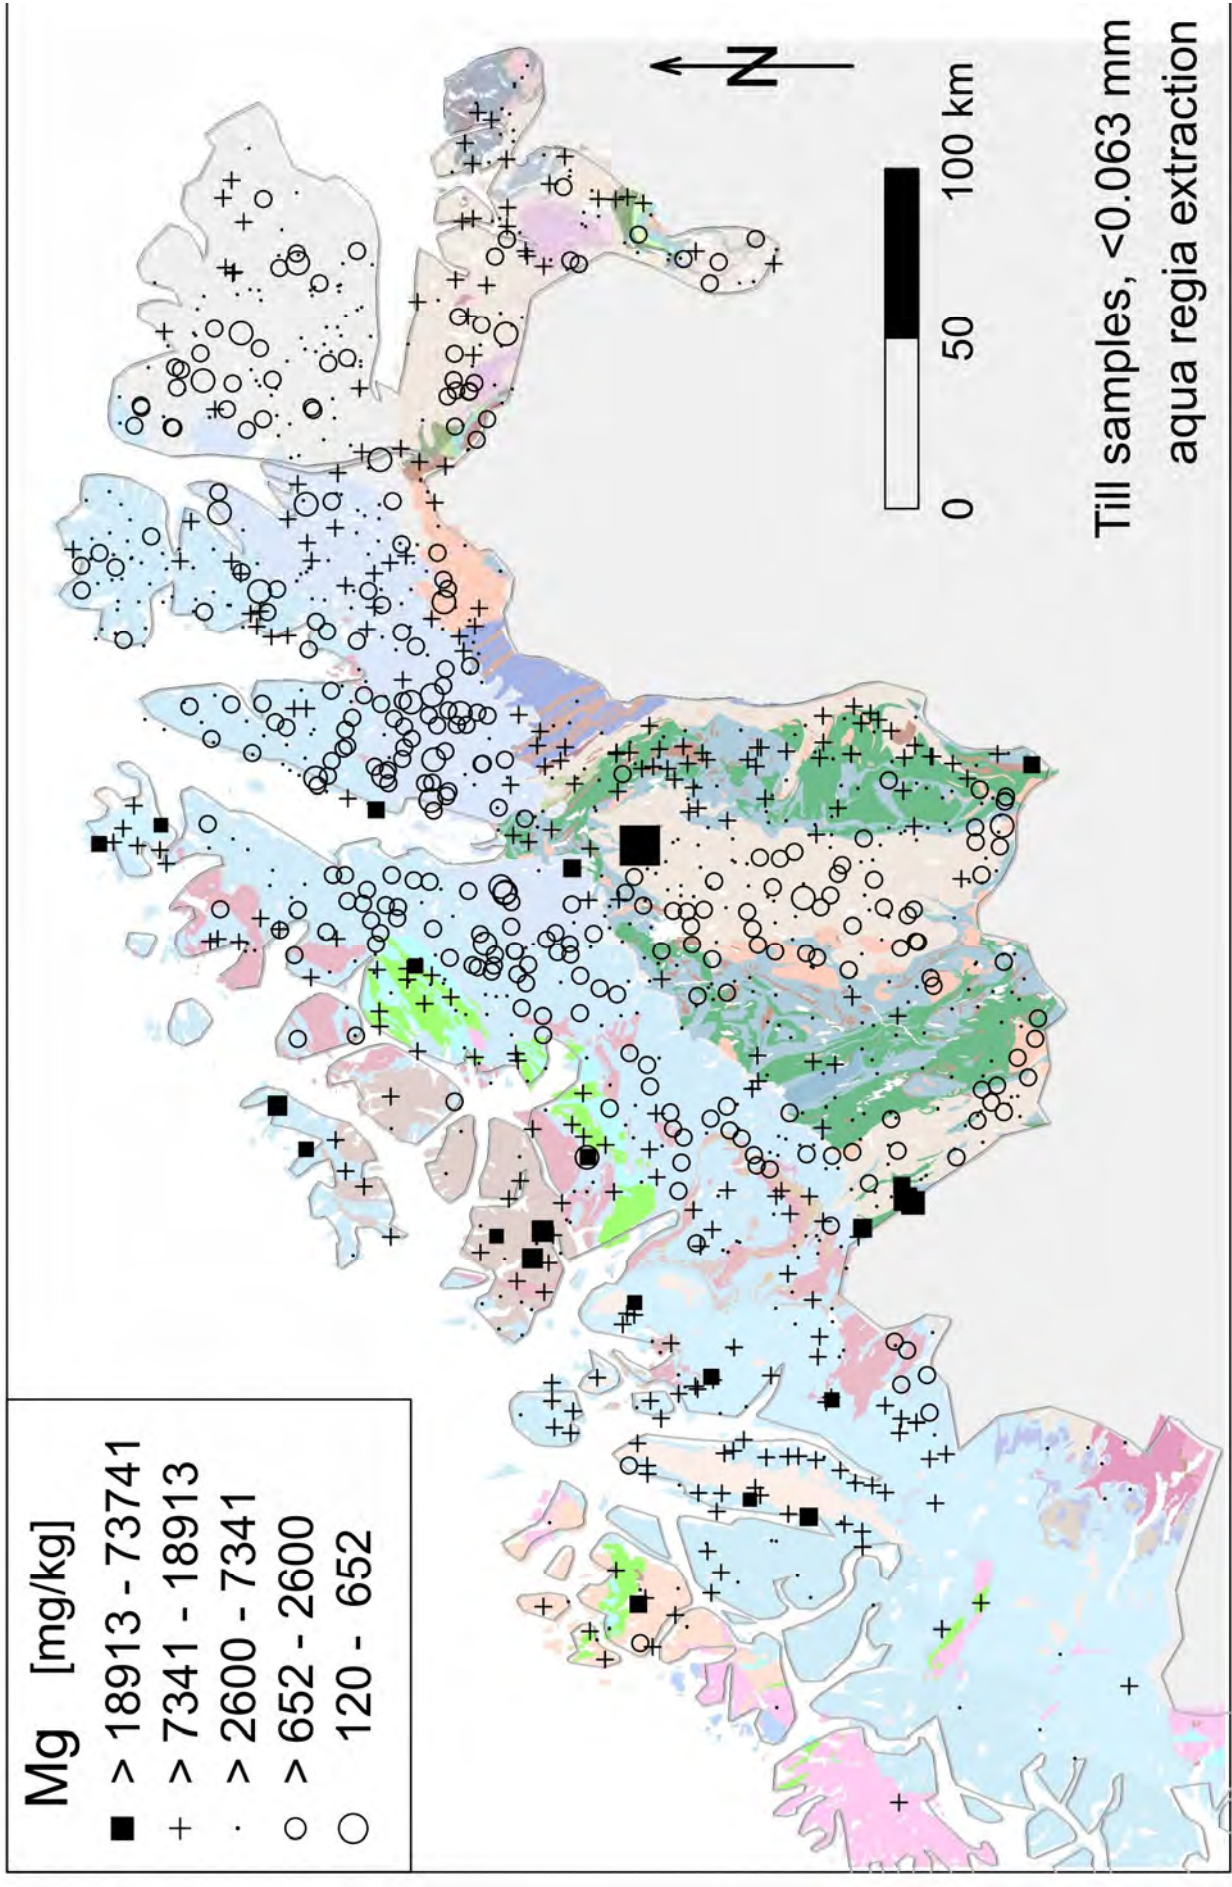 Mg [mg/kg]
> 18913 - 73741
> 7341 - 18913
> 2600 - 7341
> 652 - 2600
120 - 652
N
0 50 100 km
Till samples, <0.063 mm
aqua regia extraction